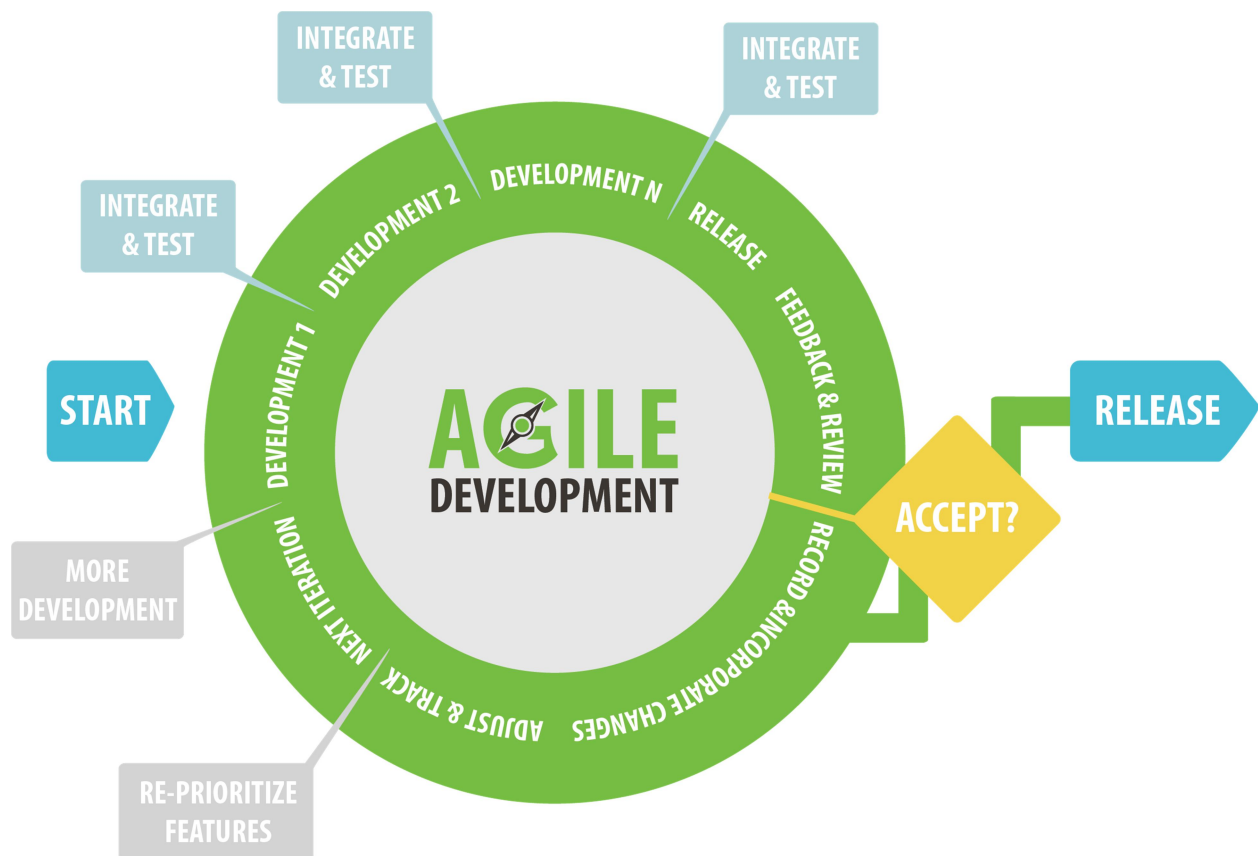 INTEGRATE
& TEST
INTEGRATE
& TEST
INTEGRATE
& TEST
START
DEVELOPMENT 1
DEVELOPMENT 2
DEVELOPMENT N
RELEASE
FEEDBACK & REVIEW
ACCEPT?
RELEASE
RECORD &INCORPORATE CHANGES
ADJUST & TRACK
NEXT ITERATION
AGILE
DEVELOPMENT
MORE
DEVELOPMENT
RE-PRIORITIZE
FEATURES